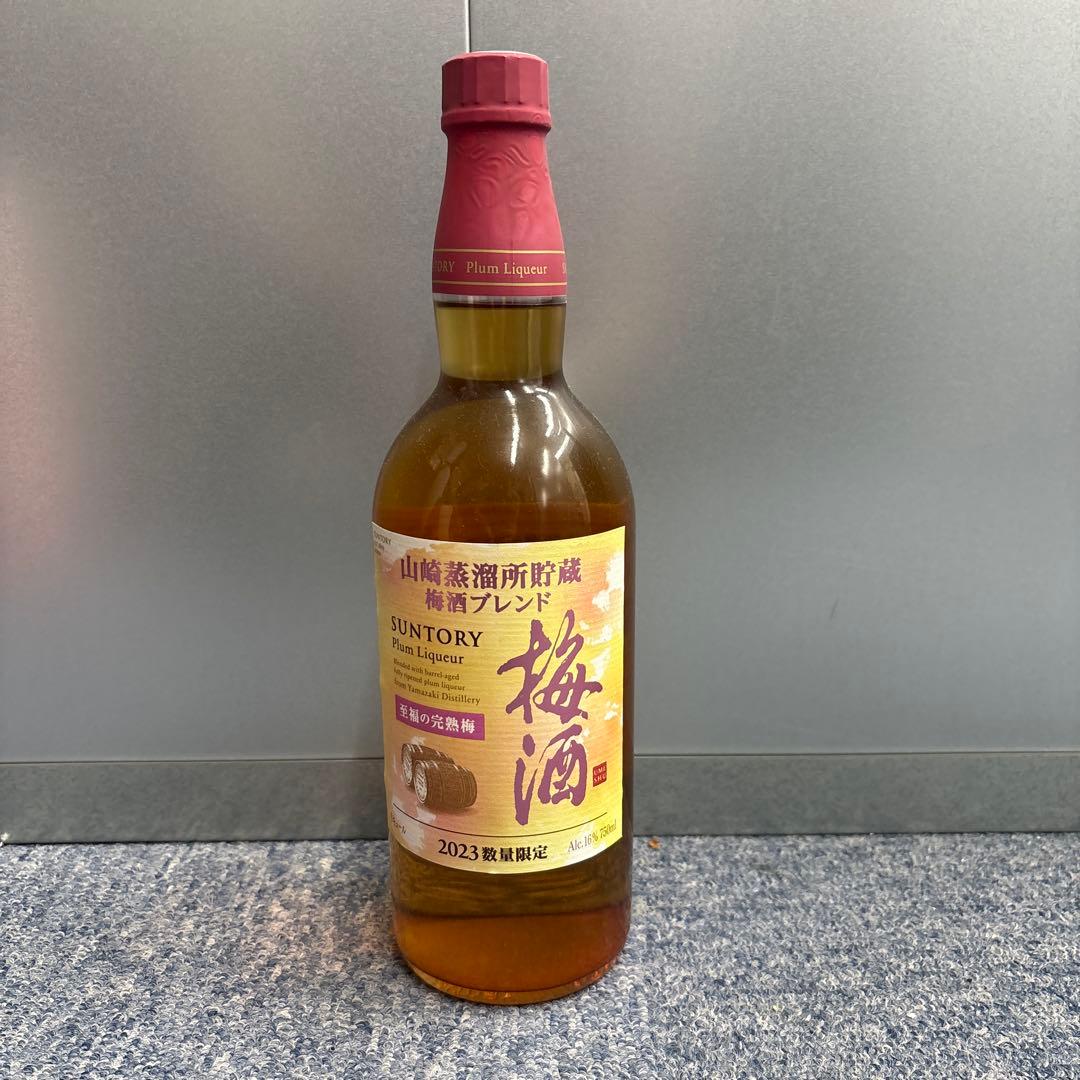 Plum Liqueur
SUNTORY
山崎蒸溜所貯蔵
梅酒ブレンド
SUNTORY
Plum Liqueur
Blended with barrel-aged
fully ripened plum liqueur
from Yamazaki Distillery
至福の完熟梅
梅酒
UME
SHU
2023数量限定
Alc.16% 750ml